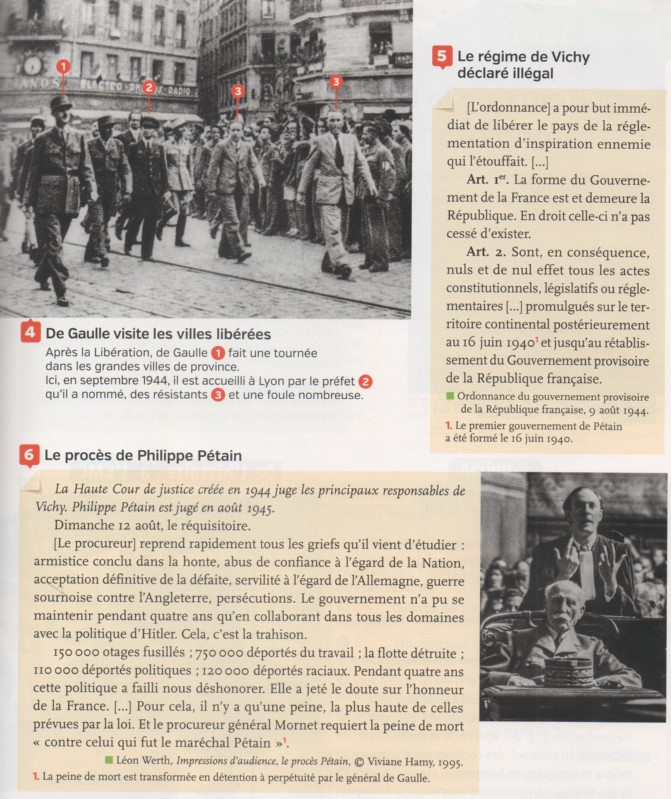 ELECTRO- RADIO
1
2
3
3
4 De Gaulle visite les villes libérées
Après la Libération, de Gaulle 1 fait une tournée
dans les grandes villes de province.
Ici, en septembre 1944, il est accueilli à Lyon par le préfet 2
qu'il a nommé, des résistants 3 et une foule nombreuse.
5 Le régime de Vichy
déclaré illégal
[L'ordonnance] a pour but immé-
diat de libérer le pays de la régle-
mentation d'inspiration ennemie
qui l'étouffait. [...]
Art. 1er. La forme du Gouverne-
ment de la France est et demeure la
République. En droit celle-ci n'a pas
cessé d'exister.
Art. 2. Sont, en conséquence,
nuls et de nul effet tous les actes
constitutionnels, législatifs ou régle-
mentaires [...] promulgués sur le ter-
ritoire continental postérieurement
au 16 juin 1940¹ et jusqu'au rétablis-
sement du Gouvernement provisoire
de la République française.
■ Ordonnance du gouvernement provisoire
de la République française, 9 août 1944.
1. Le premier gouvernement de Pétain
a été formé le 16 juin 1940.
6 Le procès de Philippe Pétain
La Haute Cour de justice créée en 1944 juge les principaux responsables de
Vichy. Philippe Pétain est jugé en août 1945.
Dimanche 12 août, le réquisitoire.
[Le procureur] reprend rapidement tous les griefs qu'il vient d'étudier :
armistice conclu dans la honte, abus de confiance à l'égard de la Nation,
acceptation définitive de la défaite, servilité à l'égard de l'Allemagne, guerre
sournoise contre l'Angleterre, persécutions. Le gouvernement n'a pu se
maintenir pendant quatre ans qu'en collaborant dans tous les domaines
avec la politique d'Hitler. Cela, c'est la trahison.
150 000 otages fusillés ; 750 000 déportés du travail ; la flotte détruite ;
110 000 déportés politiques ; 120 000 déportés raciaux. Pendant quatre ans
cette politique a failli nous déshonorer. Elle a jeté le doute sur l'honneur
de la France. [...] Pour cela, il n'y a qu'une peine, la plus haute de celles
prévues par la loi. Et le procureur général Mornet requiert la peine de mort
« contre celui qui fut le maréchal Pétain »¹.
■ Léon Werth, Impressions d'audience, le procès Pétain, © Viviane Hamy, 1995.
1. La peine de mort est transformée en détention à perpétuité par le général de Gaulle.